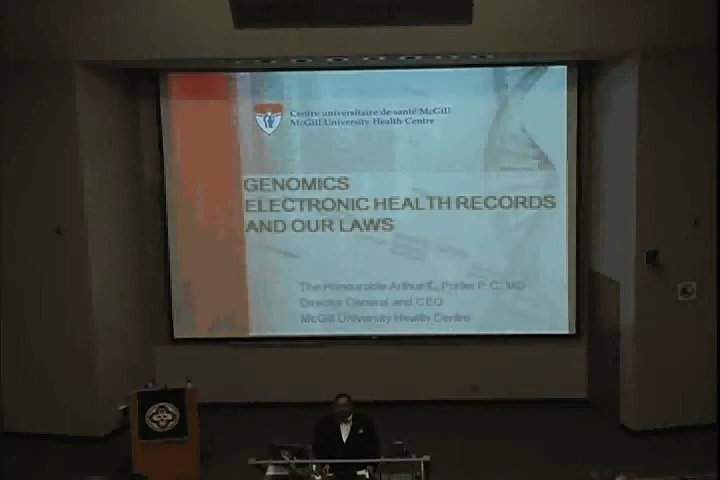 Centre universitaire de santé McGill
McGill University Health Centre
GENOMICS
ELECTRONIC HEALTH RECORDS
AND OUR LAWS
The Honourable Arthur T. Porter P.C., MD
Director General and CEO
McGill University Health Centre